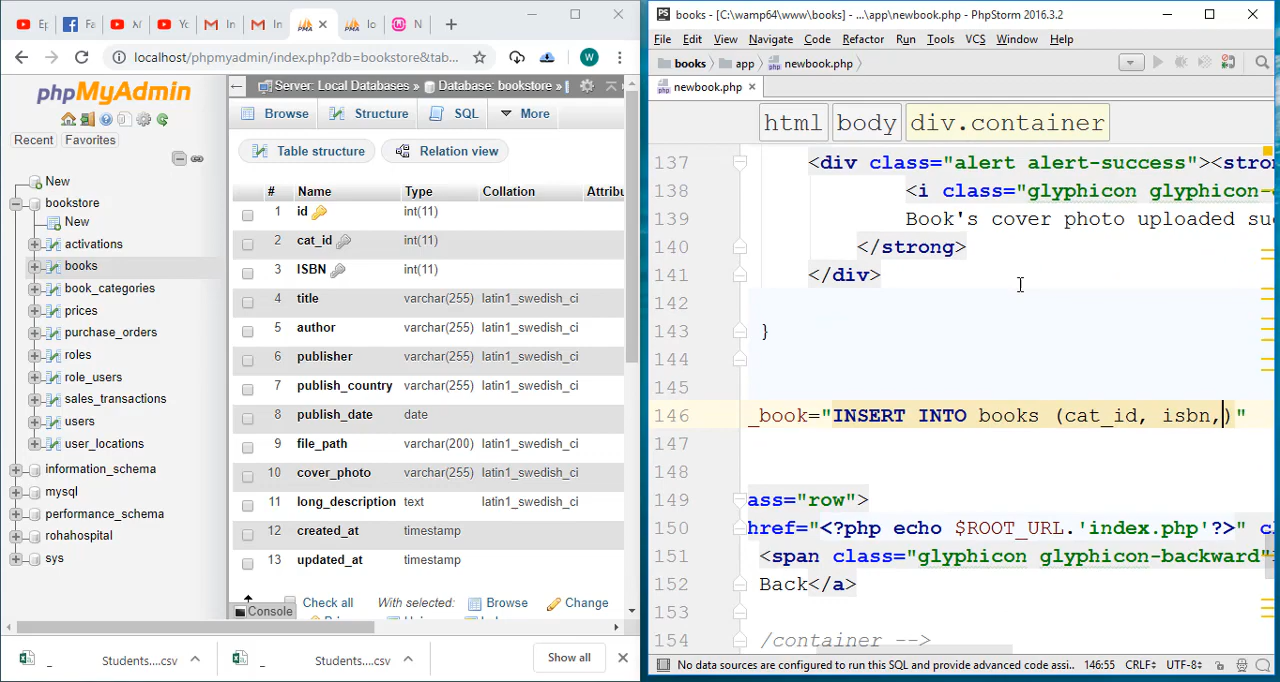 Ep
F
M
Yo
In
In
lo
N
localhost/phpmyadmin/index.php?db=bookstore&tab...
W
phpMyAdmin
Recent Favorites
New
bookstore
New
activations
books
book_categories
prices
purchase_orders
roles
role_users
sales_transactions
users
user_locations
information_schema
mysql
performance_schema
rohahospital
sys
Server: Local Databases » Database: bookstore »
Browse Structure SQL More
Table structure Relation view
# Name Type Collation Attribu
1 id int(11)
2 cat_id int(11)
3 ISBN int(11)
4 title varchar(255) latin1_swedish_ci
5 author varchar(255) latin1_swedish_ci
6 publisher varchar(255) latin1_swedish_ci
7 publish_country varchar(255) latin1_swedish_ci
8 publish_date date
9 file_path varchar(200) latin1_swedish_ci
10 cover_photo varchar(255) latin1_swedish_ci
11 long_description text latin1_swedish_ci
12 created_at timestamp
13 updated_at timestamp
Check all With selected: Browse Change
Console
_ Students....csv _ Students....csv Show all
PS books - [C:\wamp64\www\books] - ...\app\newbook.php - PhpStorm 2016.3.2
File Edit View Navigate Code Refactor Run Tools VCS Window Help
books app newbook.php
newbook.php
html body div.container
137 <div class="alert alert-success"><stron
138 <i class="glyphicon glyphicon-
139 Book's cover photo uploaded suc
140 </strong>
141 </div>
142
143 }
144
145
146 _book="INSERT INTO books (cat_id, isbn,)"
147
148
149 ass="row">
150 href="<?php echo $ROOT_URL.'index.php'?>" c
151 <span class="glyphicon glyphicon-backward"
152 Back</a>
153
154 /container -->
No data sources are configured to run this SQL and provide advanced code assi.. 146:55 CRLF UTF-8